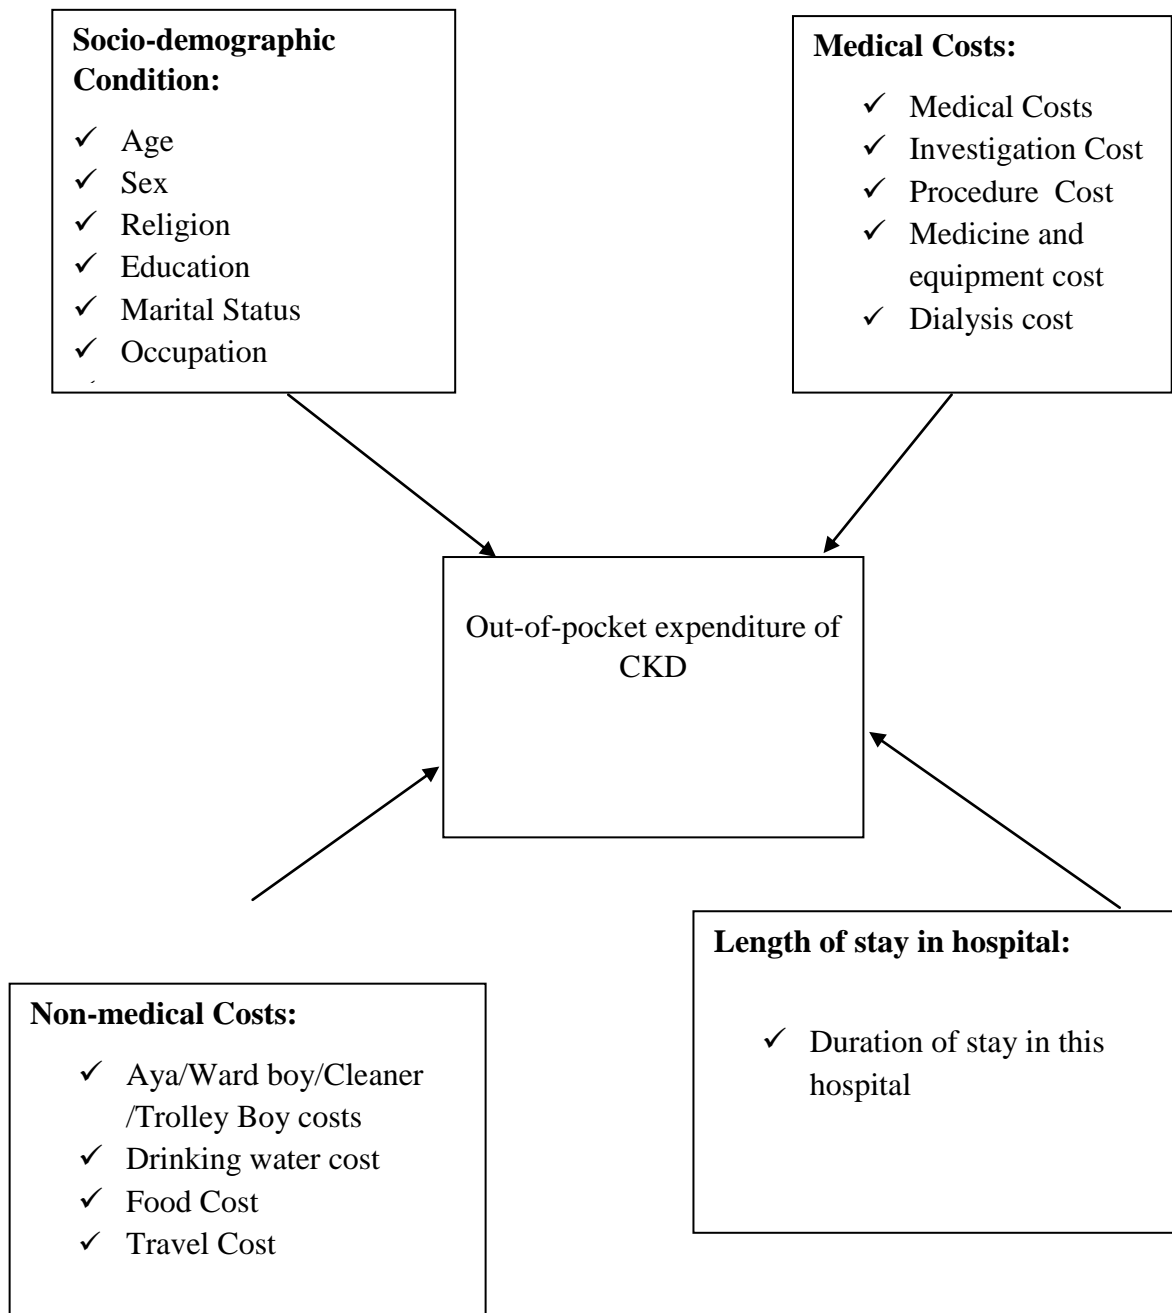 Socio-demographic
Condition:
✓ Age
✓ Sex
✓ Religion
✓ Education
✓ Marital Status
✓ Occupation
Medical Costs:
✓ Medical Costs
✓ Investigation Cost
✓ Procedure  Cost
✓ Medicine and
equipment cost
✓ Dialysis cost
Out-of-pocket expenditure of
CKD
Non-medical Costs:
✓ Aya/Ward boy/Cleaner
/Trolley Boy costs
✓ Drinking water cost
✓ Food Cost
✓ Travel Cost
Length of stay in hospital:
✓ Duration of stay in this
hospital